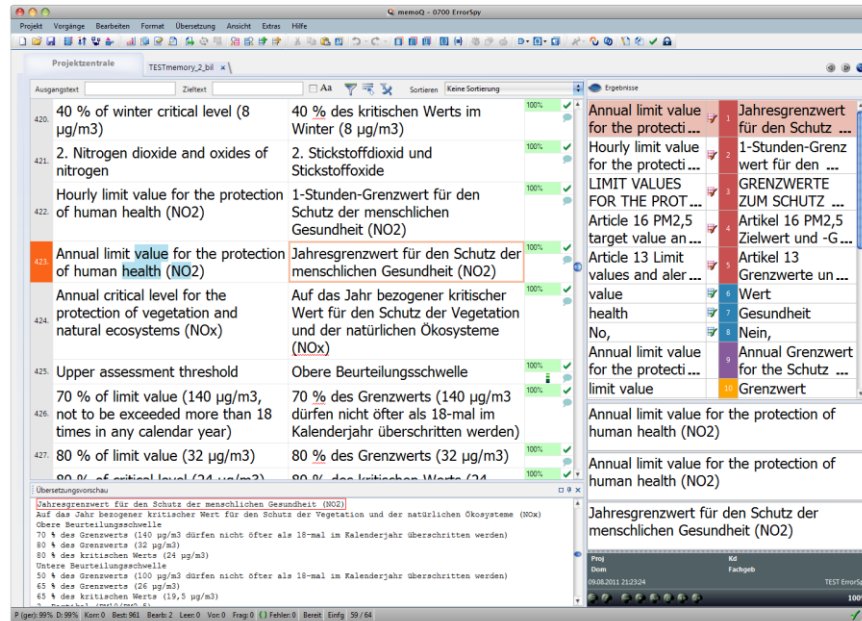 memoQ - 0700 ErrorSpy
Projekt Vorgänge Bearbeiten Format Übersetzung Ansicht Extras Hilfe
Projektzentrale TESTmemory_2_bil x
Ausgangstext Zieltext Aa Sortieren Keine Sortierung
420. 40 % of winter critical level (8 40 % des kritischen Werts im 100%
µg/m3) Winter (8 µg/m3)
421. 2. Nitrogen dioxide and oxides of 2. Stickstoffdioxid und 100%
nitrogen Stickstoffoxide
422. Hourly limit value for the protection 1-Stunden-Grenzwert für den 100%
of human health (NO2) Schutz der menschlichen
Gesundheit (NO2)
423. Annual limit value for the protection Jahresgrenzwert für den Schutz der 100%
of human health (NO2) menschlichen Gesundheit (NO2)
424. Annual critical level for the Auf das Jahr bezogener kritischer 100%
protection of vegetation and Wert für den Schutz der Vegetation
natural ecosystems (NOx) und der natürlichen Ökosysteme
(NOx)
425. Upper assessment threshold Obere Beurteilungsschwelle 100%
426. 70 % of limit value (140 µg/m3, 70 % des Grenzwerts (140 µg/m3 100%
not to be exceeded more than 18 dürfen nicht öfter als 18-mal im
times in any calendar year) Kalenderjahr überschritten werden)
427. 80 % of limit value (32 µg/m3) 80 % des Grenzwerts (32 µg/m3) 100%
80 % of critical level (24 µg/m3) 80 % des kritischen Werts (24 100%
Übersetzungsvorschau
Jahresgrenzwert für den Schutz der menschlichen Gesundheit (NO2)
Auf das Jahr bezogener kritischer Wert für den Schutz der Vegetation und der natürlichen Ökosysteme (NOx)
Obere Beurteilungsschwelle
70 % des Grenzwerts (140 µg/m3 dürfen nicht öfter als 18-mal im Kalenderjahr überschritten werden)
80 % des Grenzwerts (32 µg/m3)
80 % des kritischen Werts (24 µg/m3)
Untere Beurteilungsschwelle
50 % des Grenzwerts (100 µg/m3 dürfen nicht öfter als 18-mal im Kalenderjahr überschritten werden)
65 % des Grenzwerts (26 µg/m3)
65 % des kritischen Werts (19,5 µg/m3)
Ergebnisse
Annual limit value 1 Jahresgrenzwert
for the protecti ... für den Schutz ...
Hourly limit value 2 1-Stunden-Grenz
for the protecti ... wert für den ...
LIMIT VALUES 3 GRENZWERTE
FOR THE PROT ... ZUM SCHUTZ ...
Article 16 PM2,5 4 Artikel 16 PM2,5
target value an ... Zielwert und -G ...
Article 13 Limit 5 Artikel 13
values and aler ... Grenzwerte un ...
value 6 Wert
health 7 Gesundheit
No, 8 Nein,
Annual limit value 9 Annual Grenzwert
for the protecti ... for the Schutz ...
limit value 10 Grenzwert
Annual limit value for the protection of
human health (NO2)
Annual limit value for the protection of
human health (NO2)
Jahresgrenzwert für den Schutz der
menschlichen Gesundheit (NO2)
Proj Kd
Dom Fachgeb
09.08.2011 21:23:24 TEST ErrorSp
100%
P (ger): 99% D: 99% Korr: 0 Best: 961 Bearb: 2 Leer: 0 Vor: 0 Frag: 0 Fehler: 0 Bereit Einfg 59 / 64